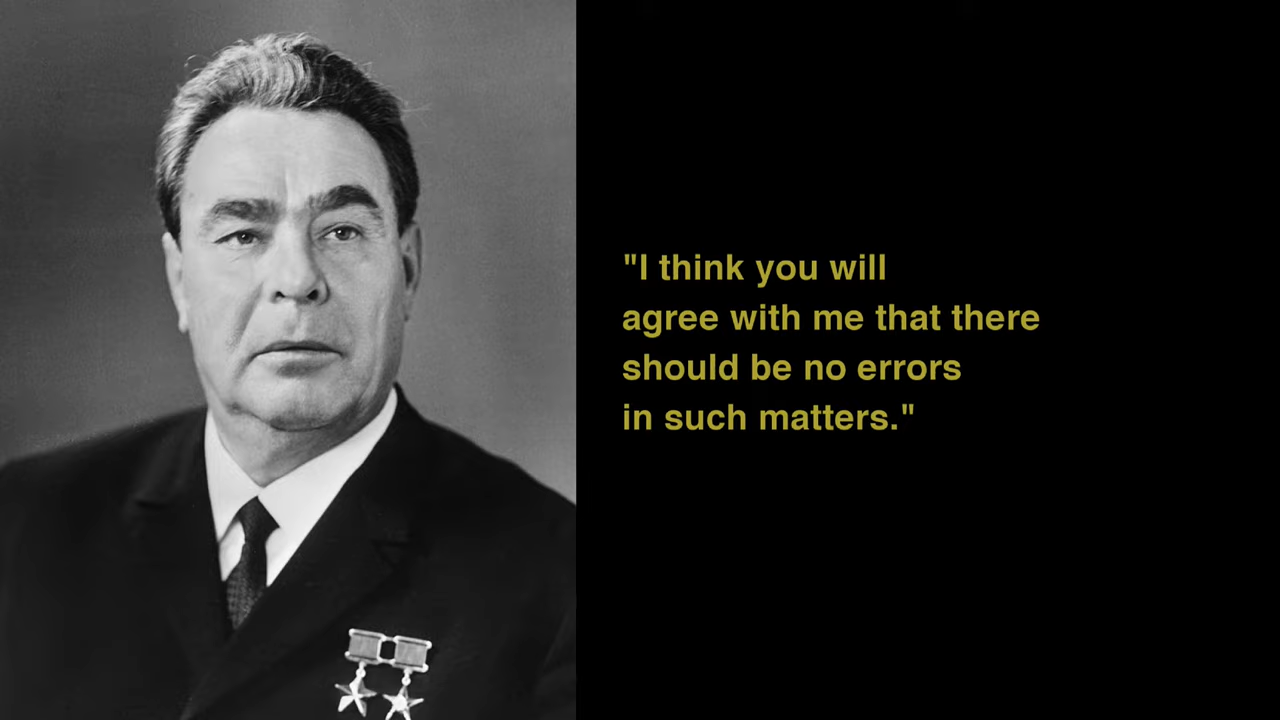 "I think you will
agree with me that there
should be no errors
in such matters."